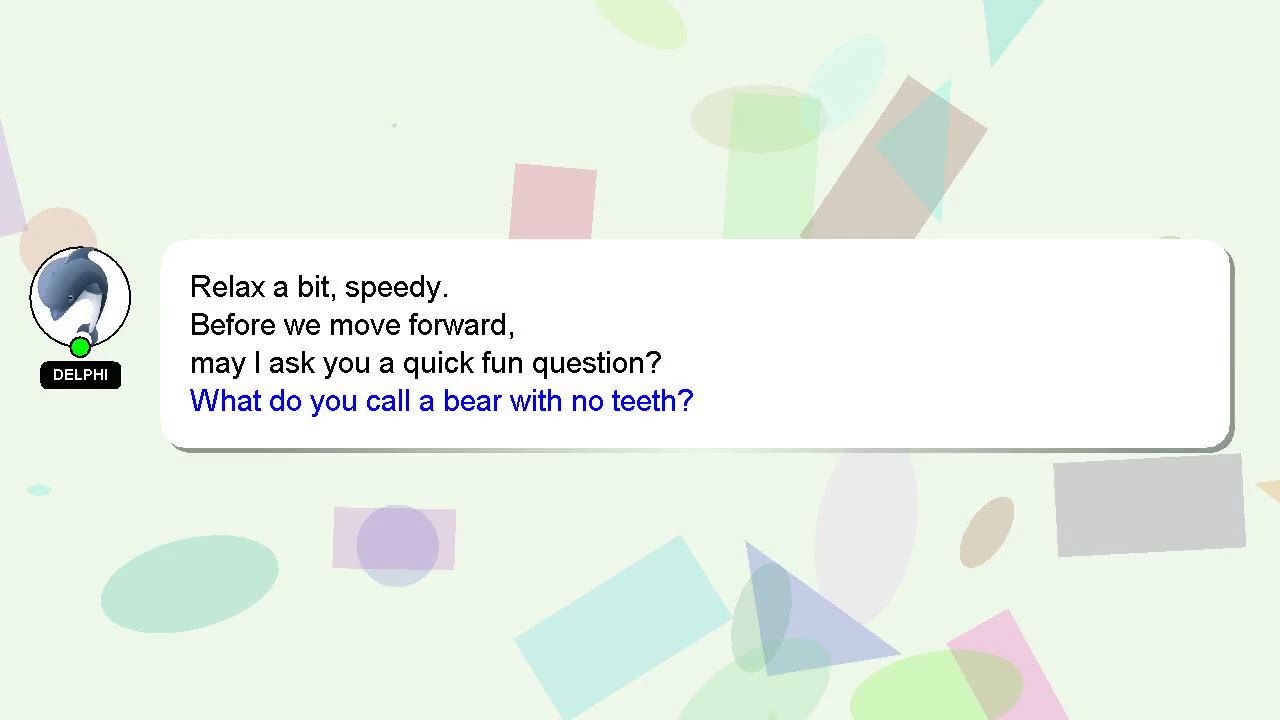 Relax a bit, speedy.
Before we move forward,
may I ask you a quick fun question?
What do you call a bear with no teeth?
DELPHI